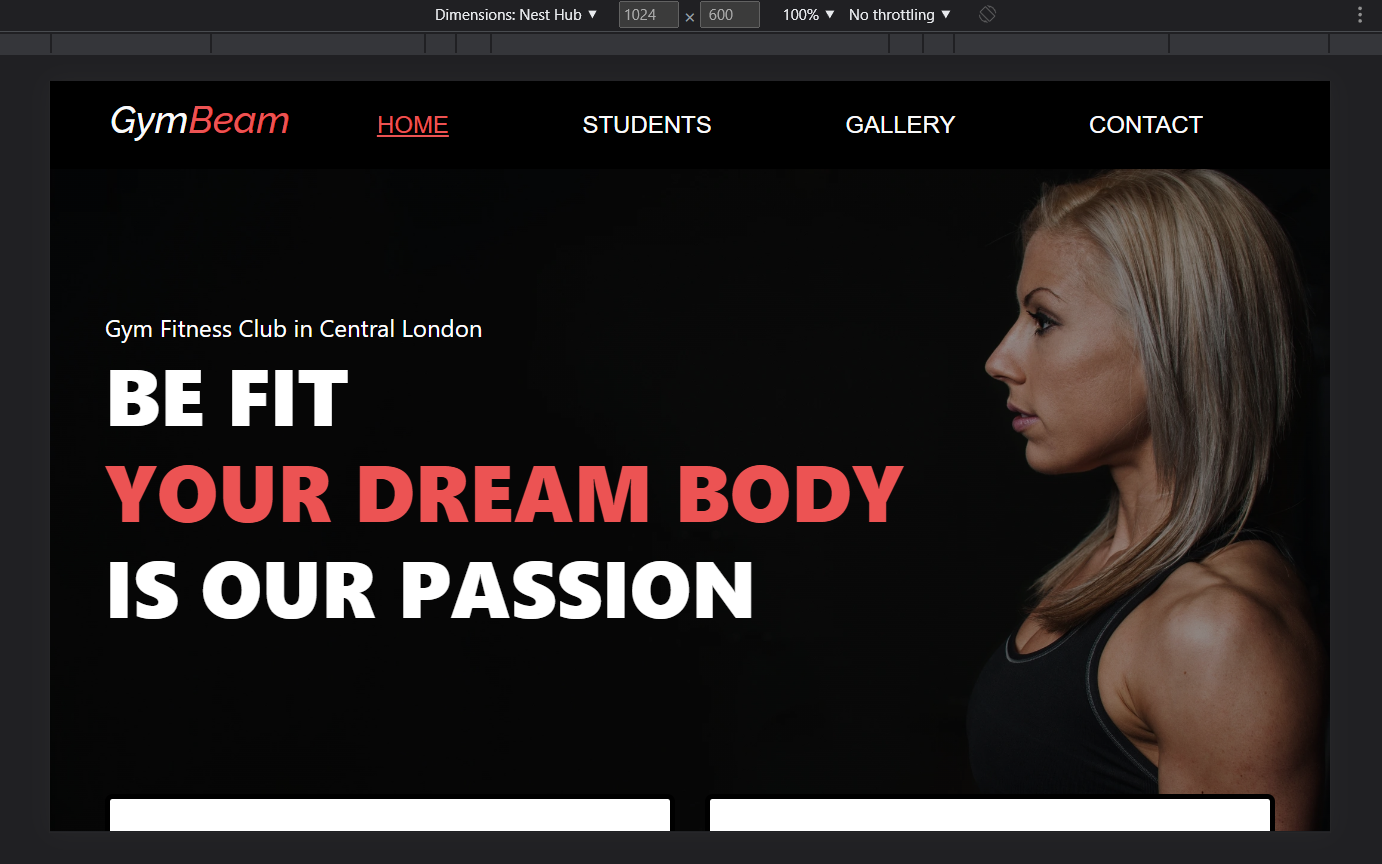 Dimensions: Nest Hub ▼ 1024 × 600 100% ▼ No throttling ▼
GymBeam HOME STUDENTS GALLERY CONTACT
Gym Fitness Club in Central London
BE FIT
YOUR DREAM BODY
IS OUR PASSION